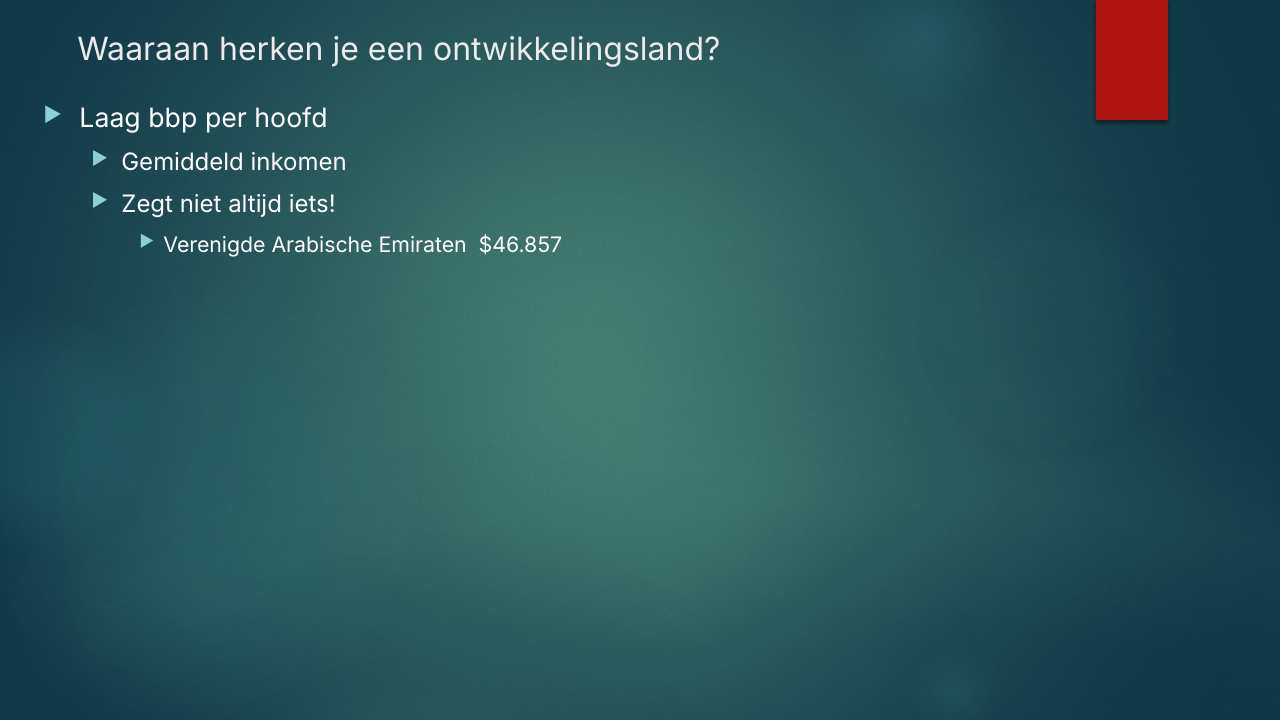 Waaraan herken je een ontwikkelingsland?
Laag bbp per hoofd
Gemiddeld inkomen
Zegt niet altijd iets!
Verenigde Arabische Emiraten  $46.857